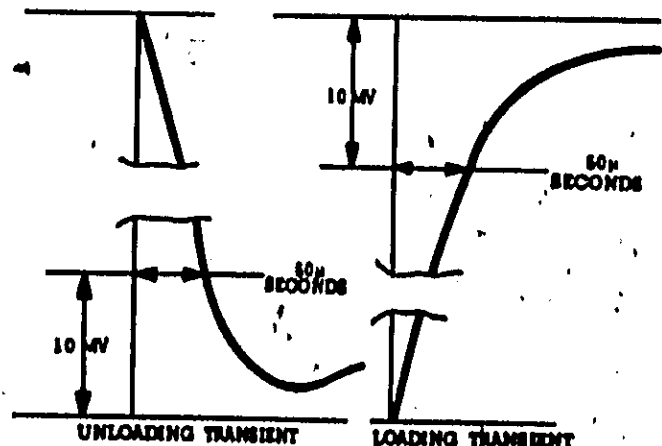 10 MV
50μ
SECONDS
50μ
SECONDS
10 MV
UNLOADING TRANSIENT
LOADING TRANSIENT